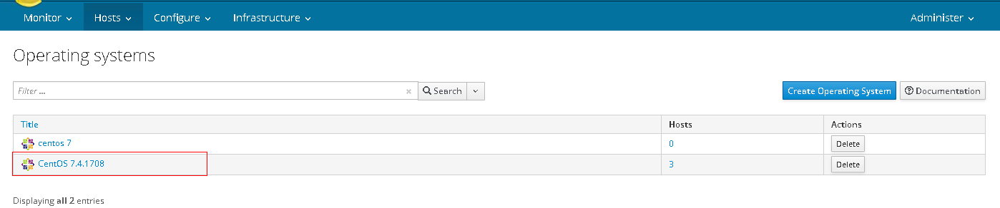 Monitor Hosts Configure Infrastructure Administer
Operating systems
Filter ... × Search Create Operating System Documentation
Title Hosts Actions
centos 7 0 Delete
CentOS 7.4.1708 3 Delete
Displaying all 2 entries